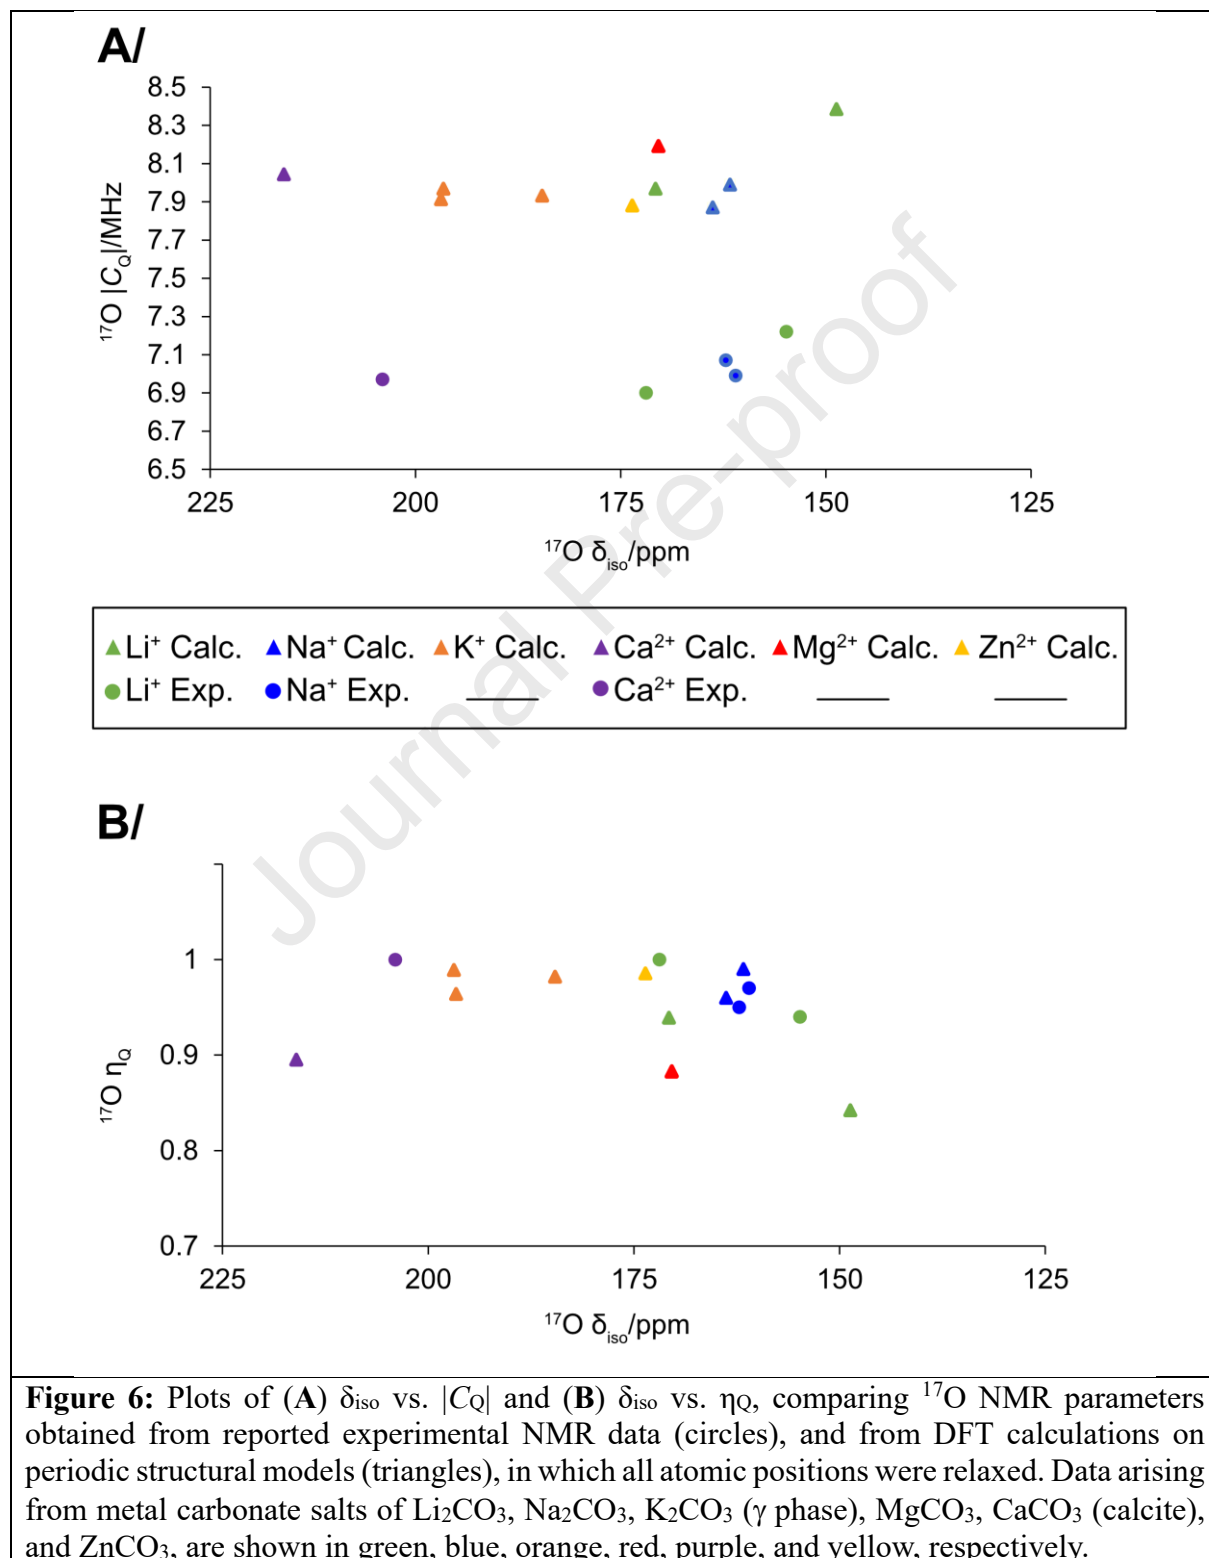 A/
8.5
8.3
8.1
7.9
7.7
7.5
7.3
7.1
6.9
6.7
6.5
¹⁷O |C_Q|/MHz
225 200 175 150 125
¹⁷O δ_iso/ppm
Li⁺ Calc. Na⁺ Calc. K⁺ Calc. Ca²⁺ Calc. Mg²⁺ Calc. Zn²⁺ Calc.
Li⁺ Exp. Na⁺ Exp. Ca²⁺ Exp.
Journal Pre-proof
B/
1
0.9
0.8
0.7
¹⁷O η_Q
225 200 175 150 125
¹⁷O δ_iso/ppm
Figure 6: Plots of (A) δiso vs. |CQ| and (B) δiso vs. ηQ, comparing ¹⁷O NMR parameters
obtained from reported experimental NMR data (circles), and from DFT calculations on
periodic structural models (triangles), in which all atomic positions were relaxed. Data arising
from metal carbonate salts of Li₂CO₃, Na₂CO₃, K₂CO₃ (γ phase), MgCO₃, CaCO₃ (calcite),
and ZnCO₃, are shown in green, blue, orange, red, purple, and yellow, respectively.